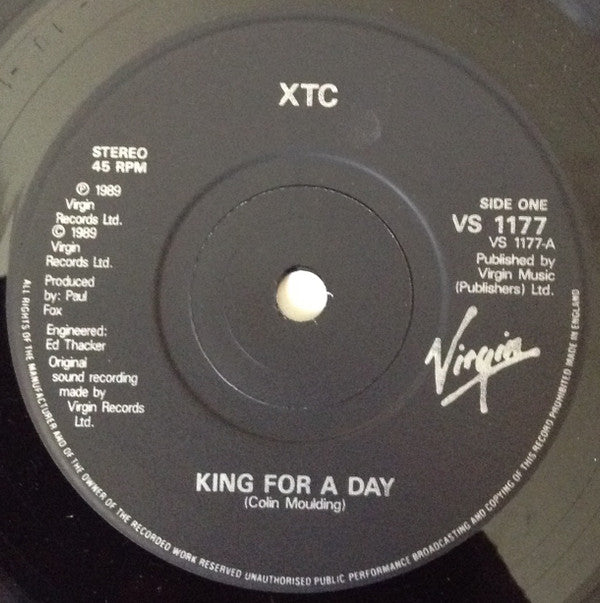 XTC
STEREO
45 RPM
℗ 1989
Virgin
Records Ltd.
© 1989
Virgin
Records Ltd.
Produced
by: Paul
Fox
Engineered:
Ed Thacker
Original
sound recording
made by
Virgin Records
Ltd.
SIDE ONE
VS 1177
VS 1177-A
Published by
Virgin Music
(Publishers) Ltd.
Virgin
KING FOR A DAY
(Colin Moulding)
ALL RIGHTS OF THE MANUFACTURER AND OF THE OWNER OF THE RECORDED WORK RESERVED UNAUTHORISED PUBLIC PERFORMANCE BROADCASTING AND COPYING OF THIS RECORD PROHIBITED MADE IN ENGLAND